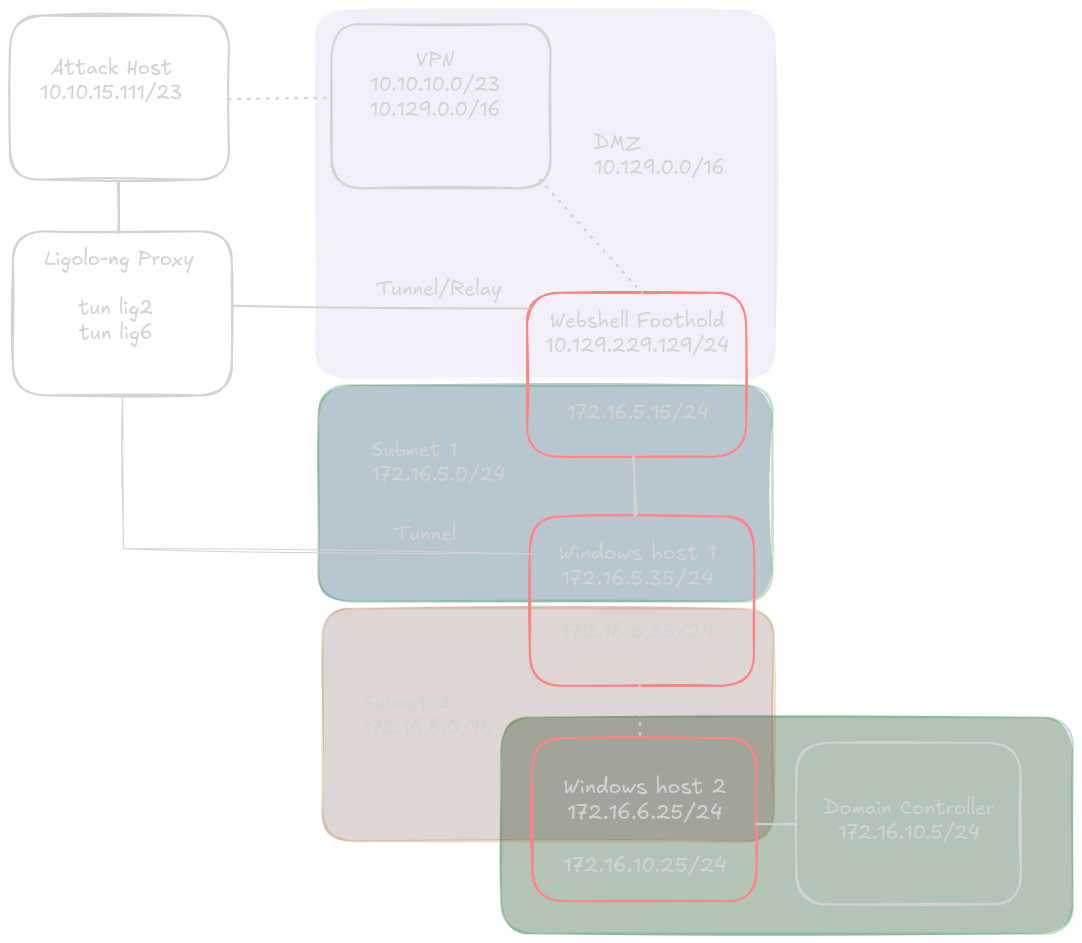 Attack Host
10.10.15.111/23
VPN
10.10.10.0/23
10.129.0.0/16
DMZ
10.129.0.0/16
Ligolo-ng Proxy
tun lig2
tun lig6
Tunnel/Relay
Webshell Foothold
10.129.229.129/24
172.16.5.15/24
Submet 1
172.16.5.0/24
Tunnel
Windows host 1
172.16.5.35/24
172.16.6.35/24
Subnet 2
172.16.6.0/16
Windows host 2
172.16.6.25/24
172.16.10.25/24
Domain Controller
172.16.10.5/24